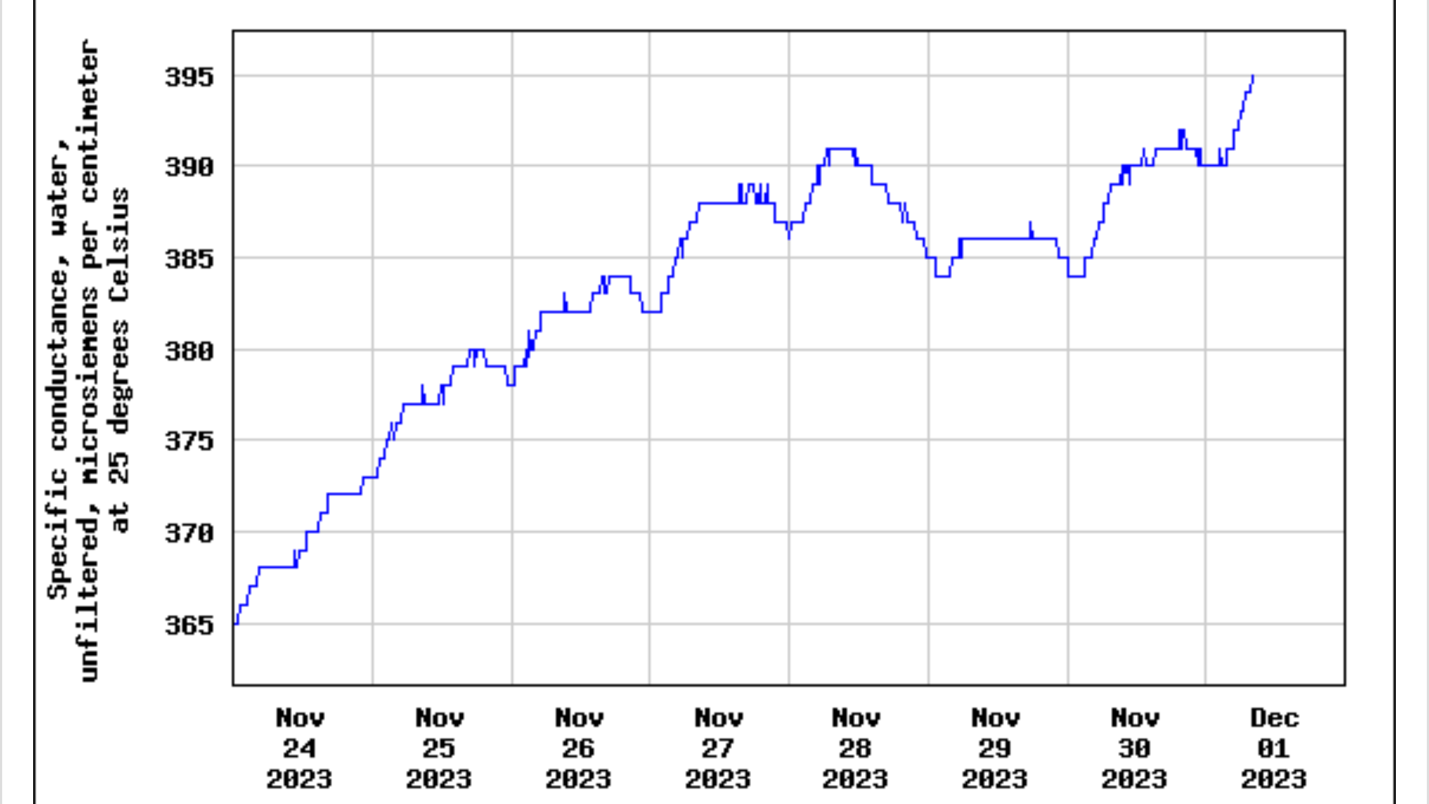 Specific conductance, water,
unfiltered, microsiemens per centimeter
at 25 degrees Celsius
395
390
385
380
375
370
365
Nov
24
2023
Nov
25
2023
Nov
26
2023
Nov
27
2023
Nov
28
2023
Nov
29
2023
Nov
30
2023
Dec
01
2023